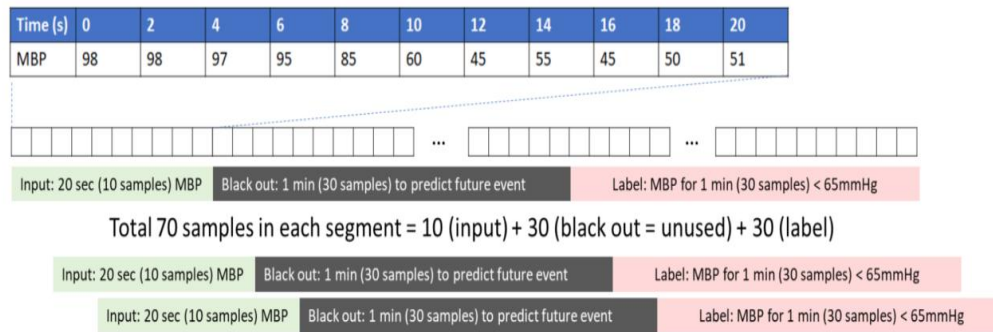 Time (s) 0 2 4 6 8 10 12 14 16 18 20
MBP 98 98 97 95 85 60 45 55 45 50 51
... ...
Input: 20 sec (10 samples) MBP Black out: 1 min (30 samples) to predict future event Label: MBP for 1 min (30 samples) < 65mmHg
Total 70 samples in each segment = 10 (input) + 30 (black out = unused) + 30 (label)
Input: 20 sec (10 samples) MBP Black out: 1 min (30 samples) to predict future event Label: MBP for 1 min (30 samples) < 65mmHg
Input: 20 sec (10 samples) MBP Black out: 1 min (30 samples) to predict future event Label: MBP for 1 min (30 samples) < 65mmHg